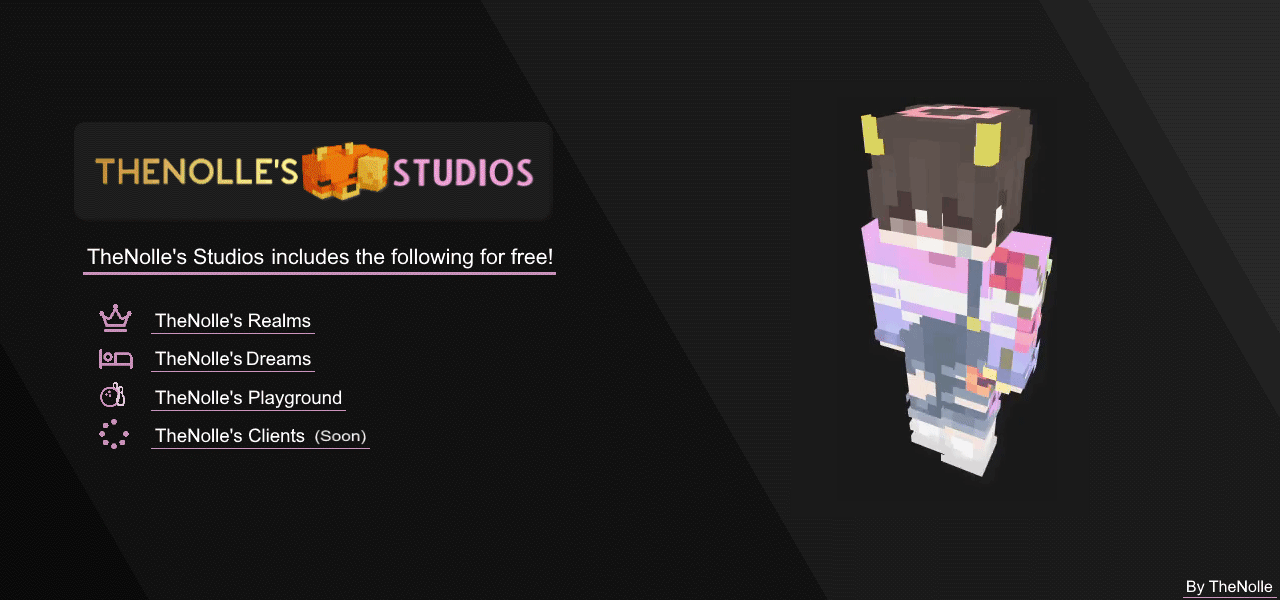 THENOLLE'S STUDIOS
TheNolle's Studios includes the following for free!
TheNolle's Realms
TheNolle's Dreams
TheNolle's Playground
TheNolle's Clients (Soon)
By TheNolle